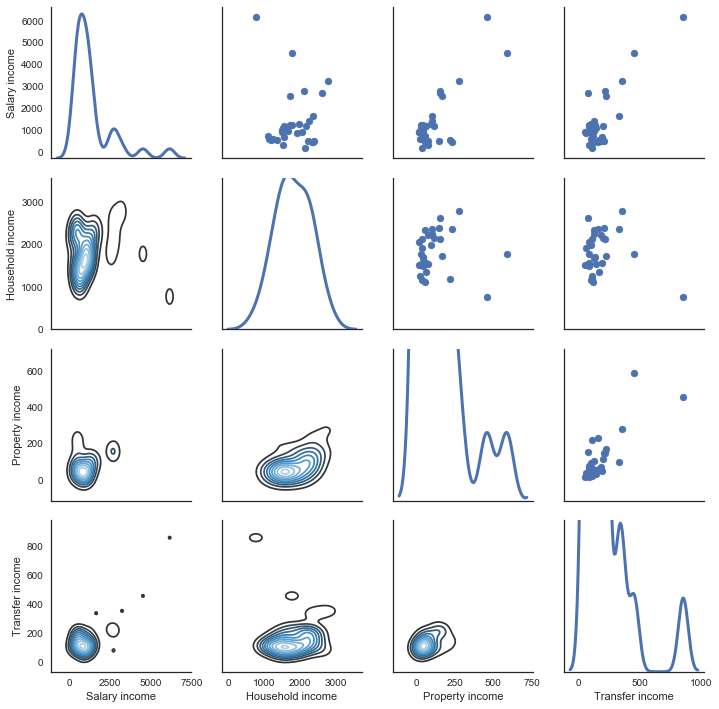 Salary income
6000
5000
4000
3000
2000
1000
0
Household income
3000
2000
1000
0
Property income
600
400
200
0
Transfer income
800
600
400
200
0
0 2500 5000 7500
0 1000 2000 3000
0 250 500 750
0 500 1000
Salary income
Household income
Property income
Transfer income